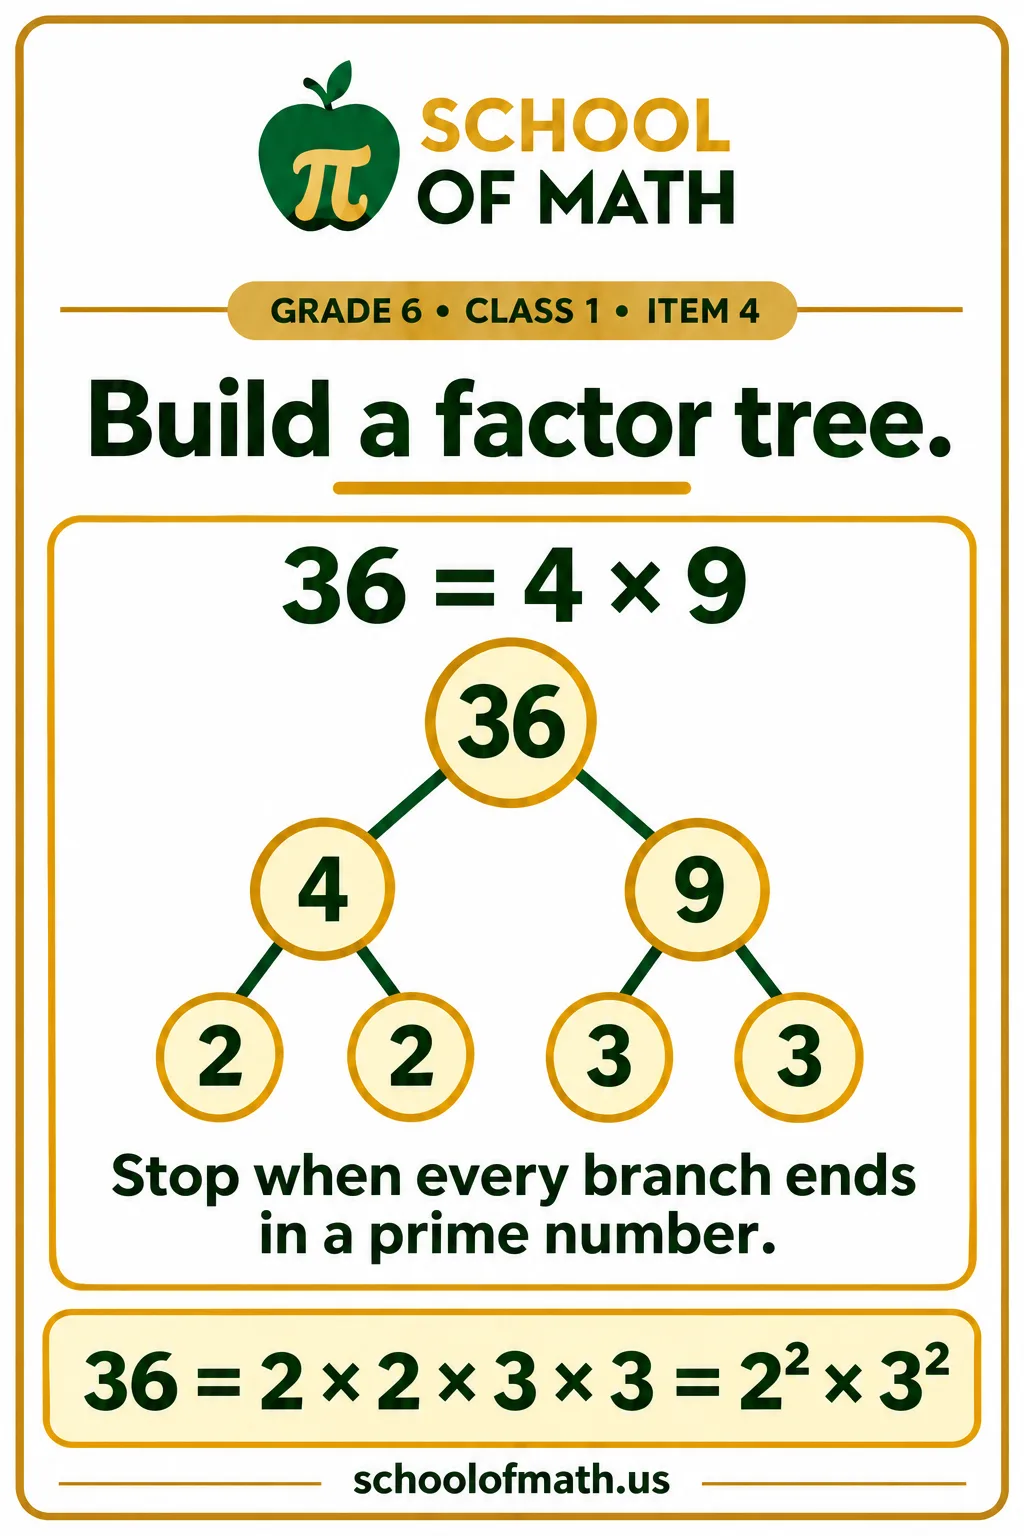 π
SCHOOL
OF MATH
GRADE 6 • CLASS 1 • ITEM 4
Build a factor tree.
36 = 4 × 9
36
4 9
2 2 3 3
Stop when every branch ends
in a prime number.
36 = 2 × 2 × 3 × 3 = 2² × 3²
schoolofmath.us